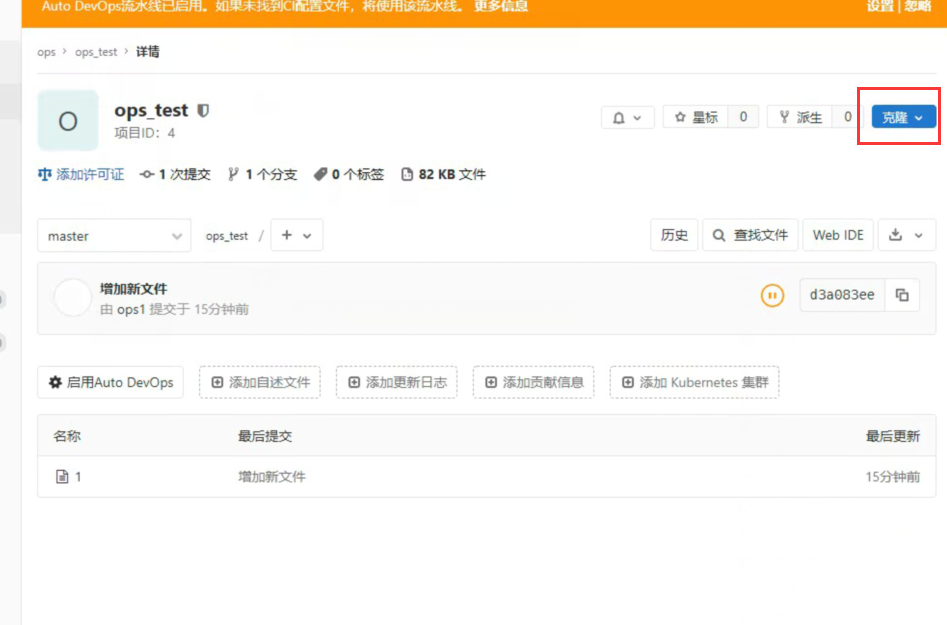 Auto DevOps流水线已启用。如果未找到CI配置文件，将使用该流水线。 更多信息 设置 | 忽略
ops › ops_test › 详情
O
ops_test
项目ID：4
星标 0 派生 0 克隆
添加许可证 1 次提交 1 个分支 0 个标签 82 KB 文件
master ops_test / + 历史 查找文件 Web IDE
增加新文件
由 ops1 提交于 15分钟前
d3a083ee
启用Auto DevOps 添加自述文件 添加更新日志 添加贡献信息 添加 Kubernetes 集群
名称 最后提交 最后更新
1 增加新文件 15分钟前